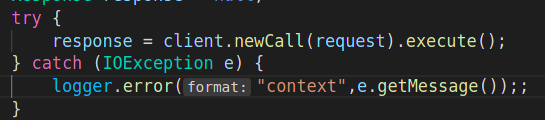 try {
response = client.newCall(request).execute();
} catch (IOException e) {
logger.error( format: "context",e.getMessage());;
}